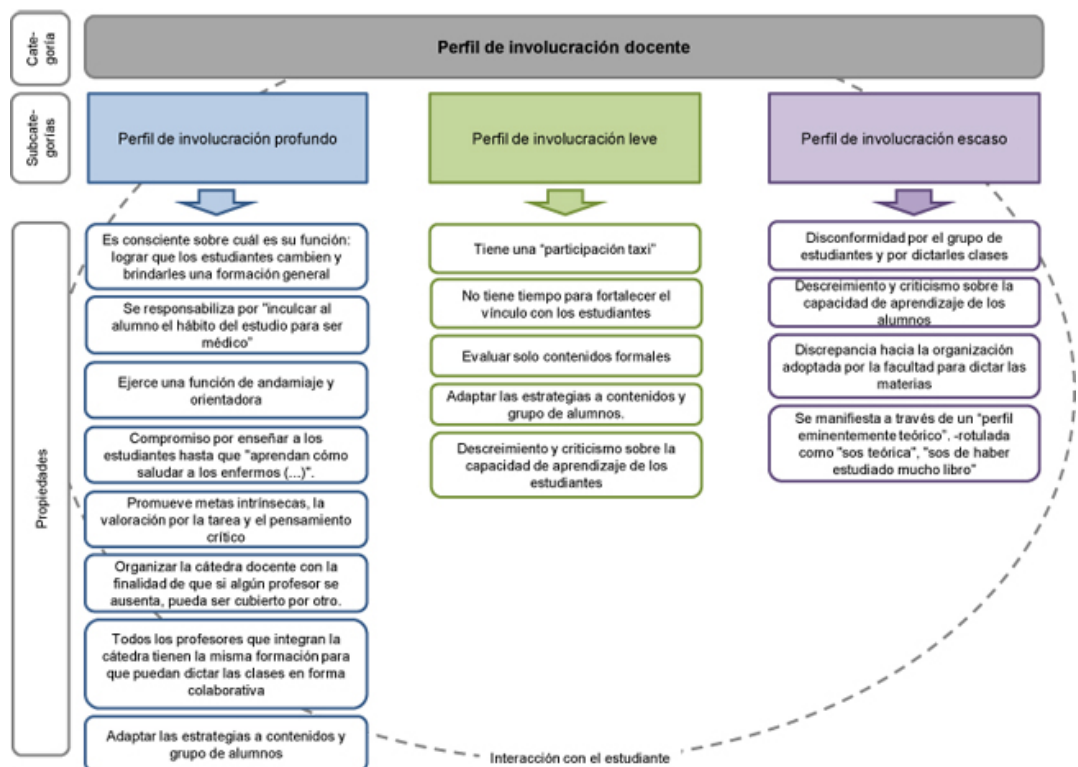 Cate-
goría
Perfil de involucración docente
Subcate-
gorías
Perfil de involucración profundo
Perfil de involucración leve
Perfil de involucración escaso
Propiedades
Es consciente sobre cuál es su función:
lograr que los estudiantes cambien y
brindarles una formación general
Se responsabiliza por "inculcar al
alumno el hábito del estudio para ser
médico"
Ejerce una función de andamiaje y
orientadora
Compromiso por enseñar a los
estudiantes hasta que "aprendan cómo
saludar a los enfermos (...)".
Promueve metas intrínsecas, la
valoración por la tarea y el pensamiento
crítico
Organizar la cátedra docente con la
finalidad de que si algún profesor se
ausenta, pueda ser cubierto por otro.
Todos los profesores que integran la
cátedra tienen la misma formación para
que puedan dictar las clases en forma
colaborativa
Adaptar las estrategias a contenidos y
grupo de alumnos
Tiene una "participación taxi"
No tiene tiempo para fortalecer el
vínculo con los estudiantes
Evaluar solo contenidos formales
Adaptar las estrategias a contenidos y
grupo de alumnos.
Descreimiento y criticismo sobre la
capacidad de aprendizaje de los
estudiantes
Disconformidad por el grupo de
estudiantes y por dictarles clases
Descreimiento y criticismo sobre la
capacidad de aprendizaje de los
alumnos
Discrepancia hacia la organización
adoptada por la facultad para dictar las
materias
Se manifiesta a través de un "perfil
eminentemente teórico". -rotulada
como "sos teórica", "sos de haber
estudiado mucho libro"
Interacción con el estudiante